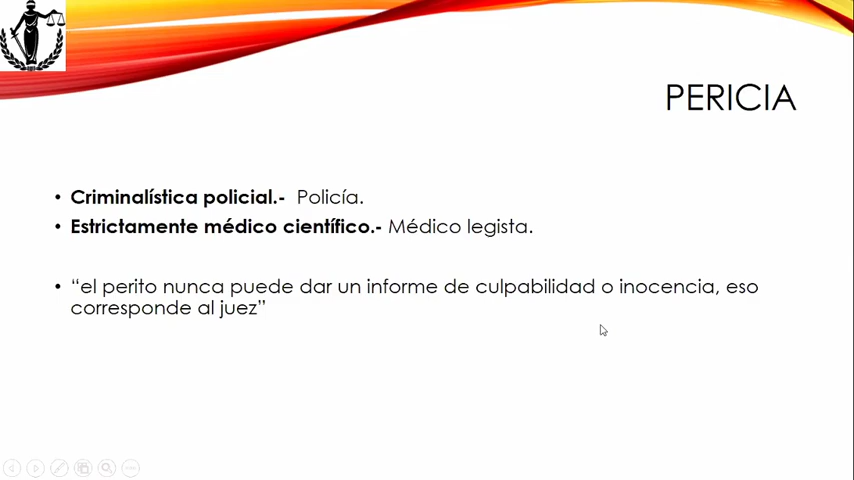 PERICIA
• Criminalística policial.- Policía.
• Estrictamente médico científico.- Médico legista.
• “el perito nunca puede dar un informe de culpabilidad o inocencia, eso
corresponde al juez”